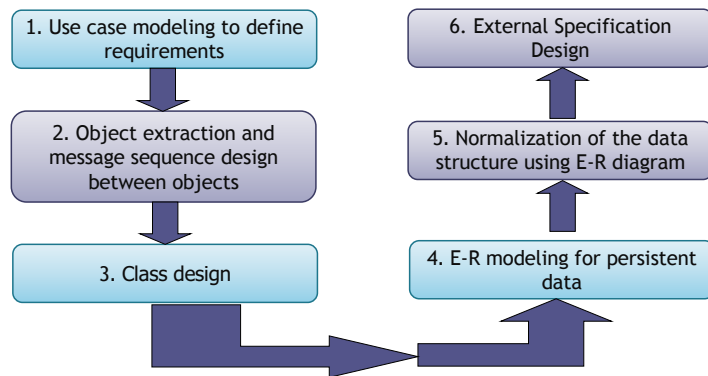 1. Use case modeling to define
requirements
2. Object extraction and
message sequence design
between objects
3. Class design
4. E-R modeling for persistent
data
5. Normalization of the data
structure using E-R diagram
6. External Specification
Design